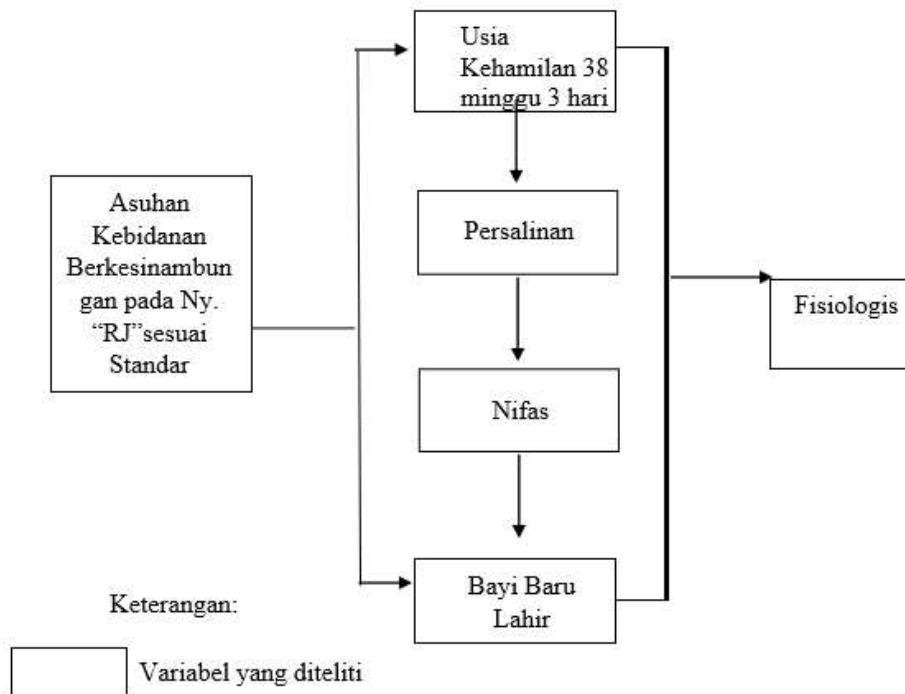 Usia
Kehamilan 38
minggu 3 hari
Asuhan
Kebidanan
Berkesinambun
gan pada Ny.
“RJ”sesuai
Standar
Persalinan
Fisiologis
Nifas
Bayi Baru
Lahir
Keterangan:
Variabel yang diteliti